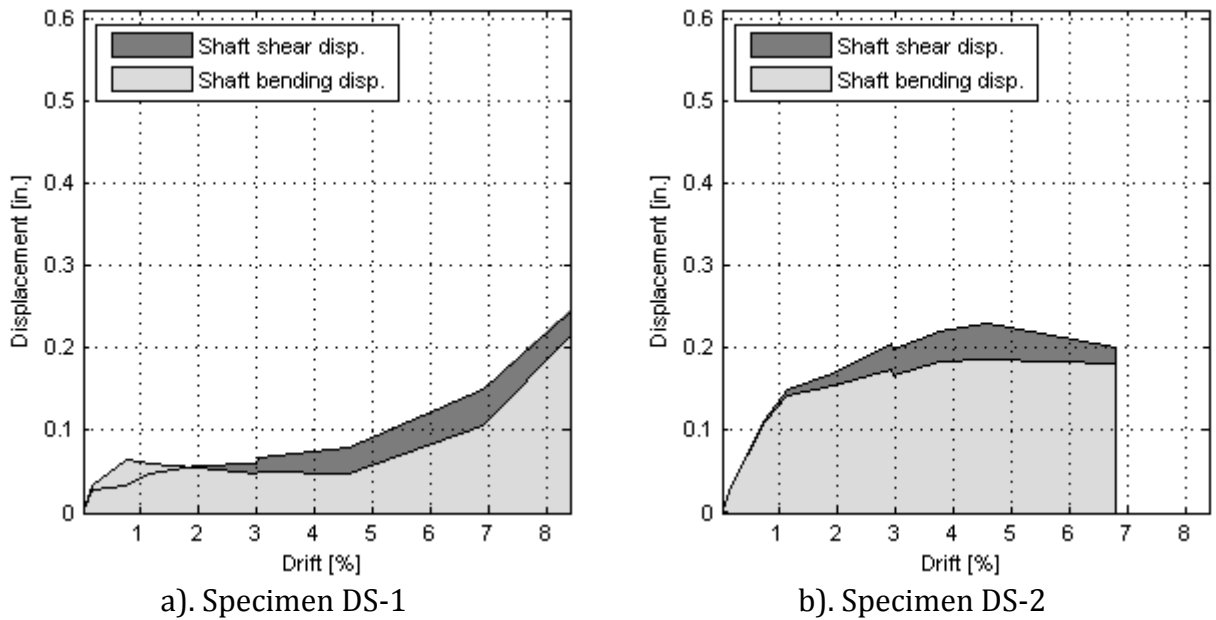 0.6
0.5
0.4
0.3
0.2
0.1
0
Displacement [in.]
Shaft shear disp.
Shaft bending disp.
1 2 3 4 5 6 7 8
Drift [%]
a). Specimen DS-1
0.6
0.5
0.4
0.3
0.2
0.1
0
Displacement [in.]
Shaft shear disp.
Shaft bending disp.
1 2 3 4 5 6 7 8
Drift [%]
b). Specimen DS-2